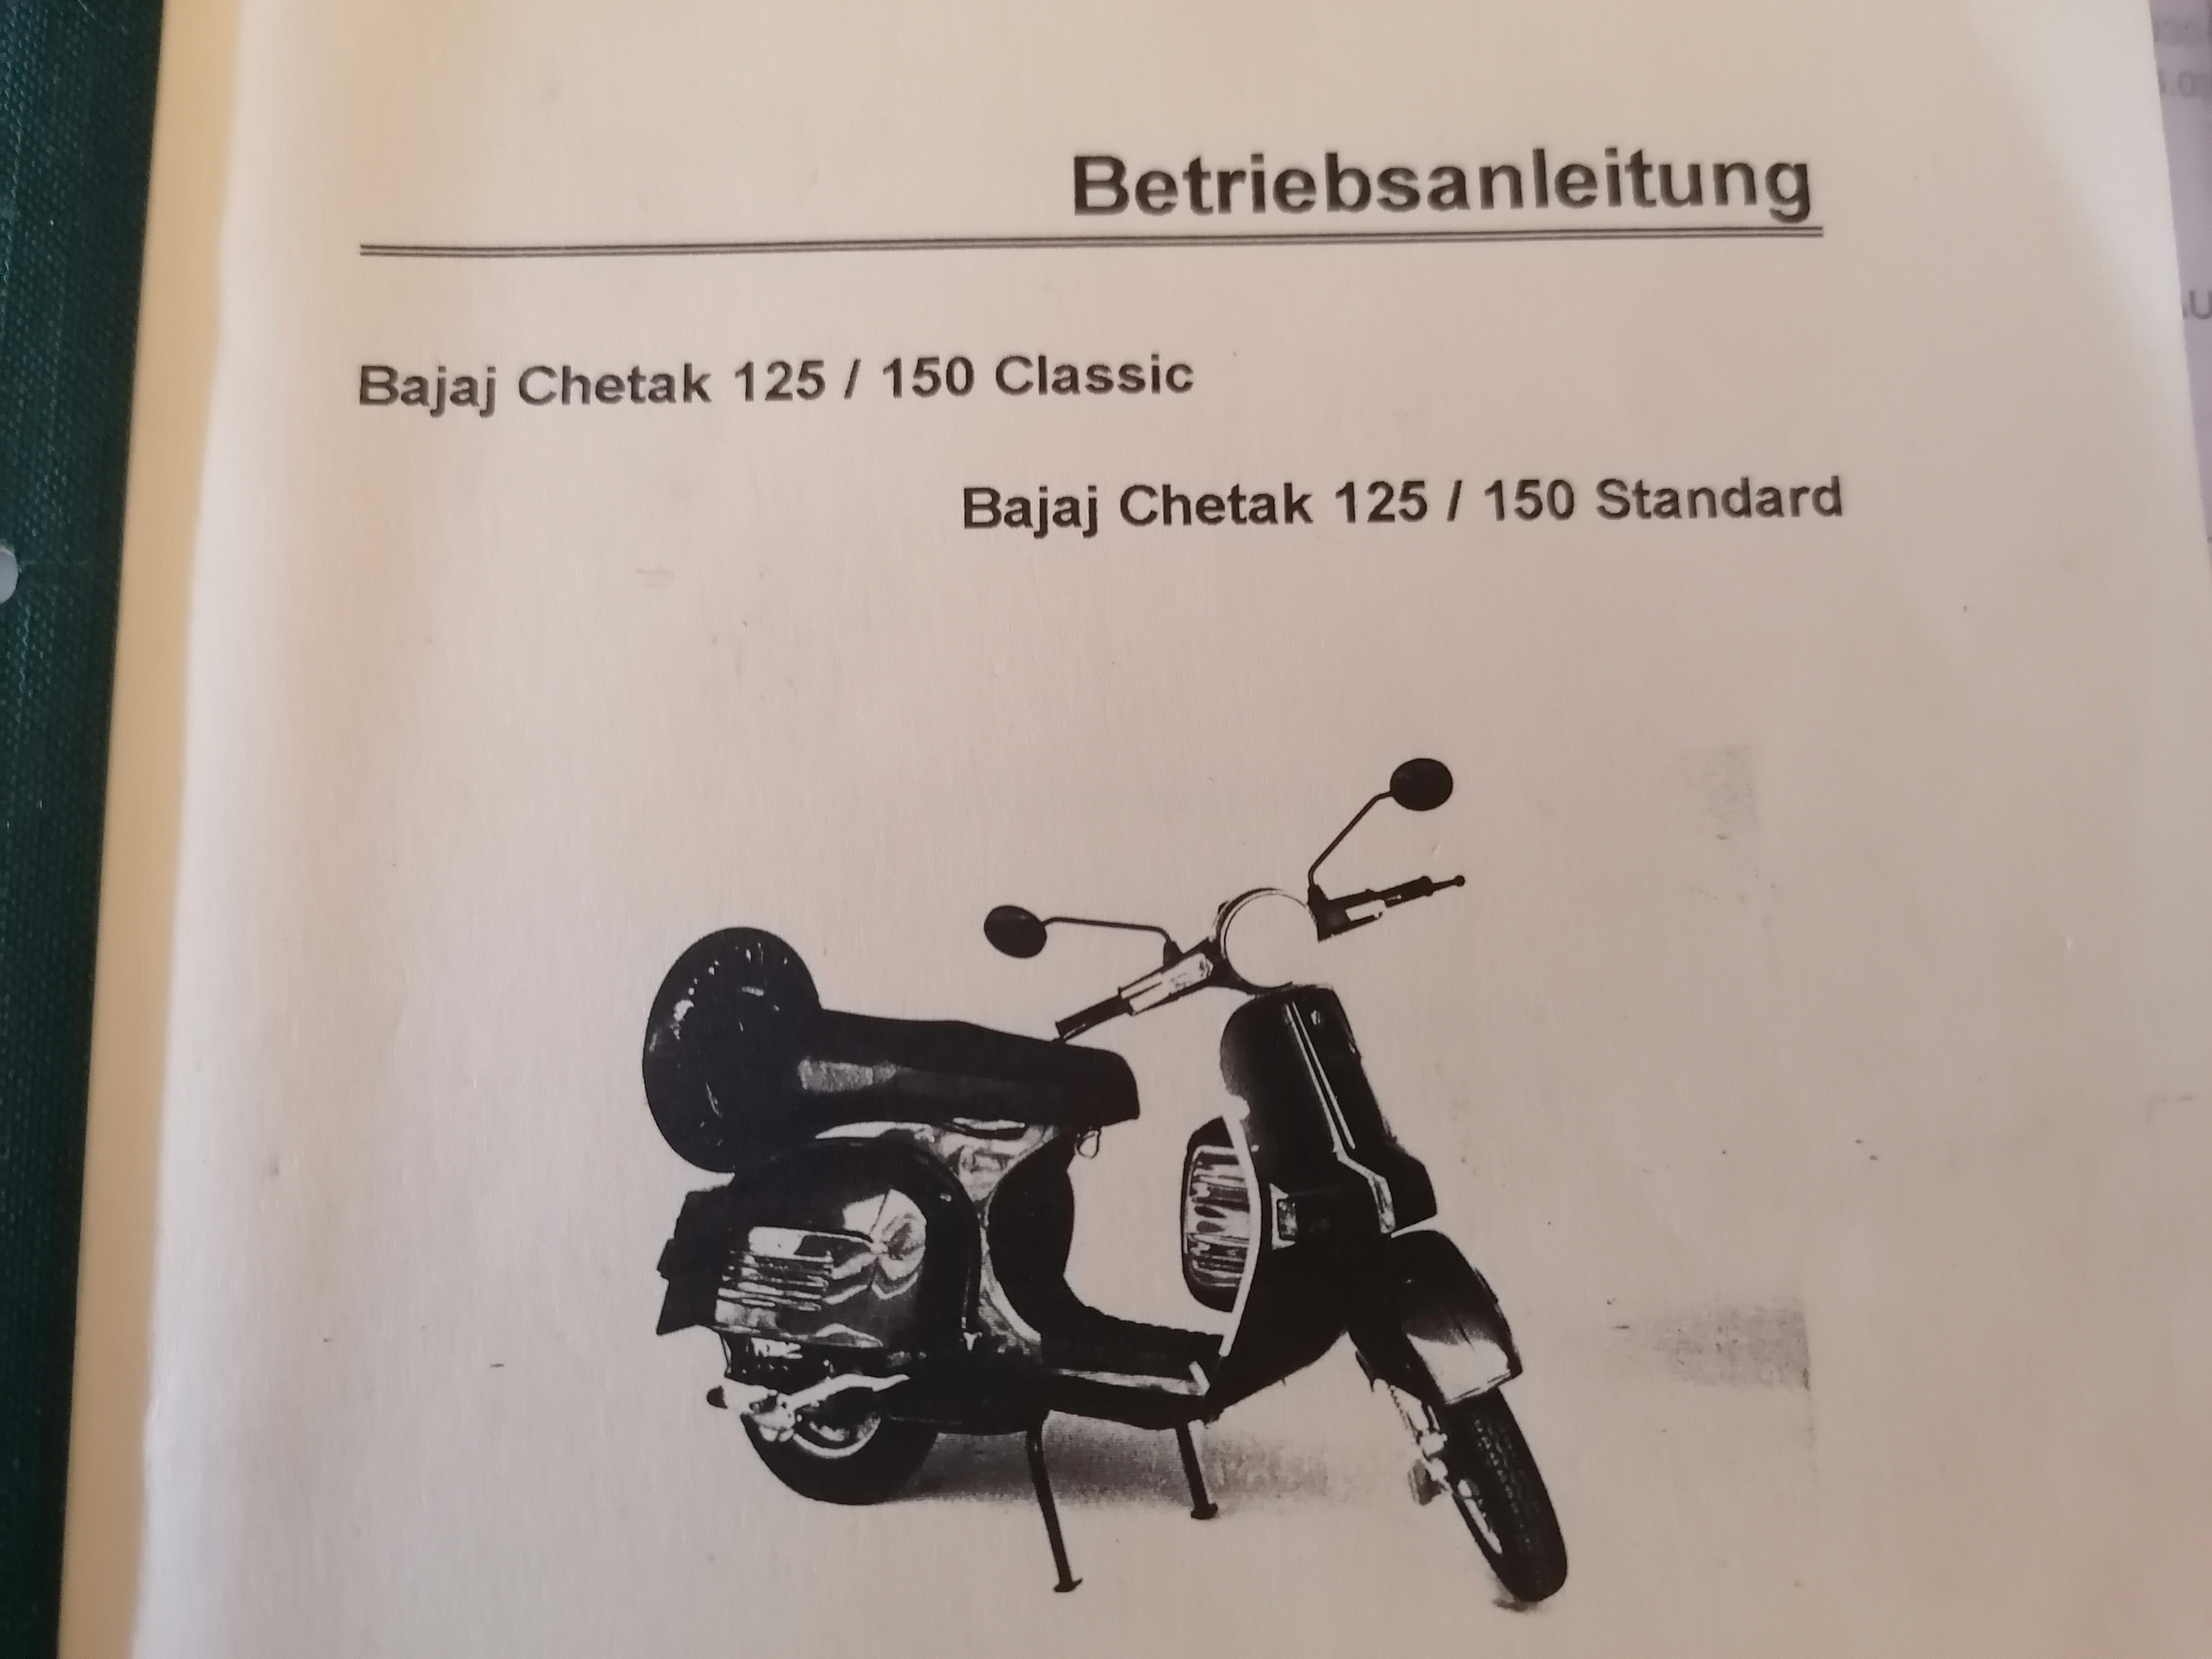 Betriebsanleitung
Bajaj Chetak 125 / 150 Classic
Bajaj Chetak 125 / 150 Standard